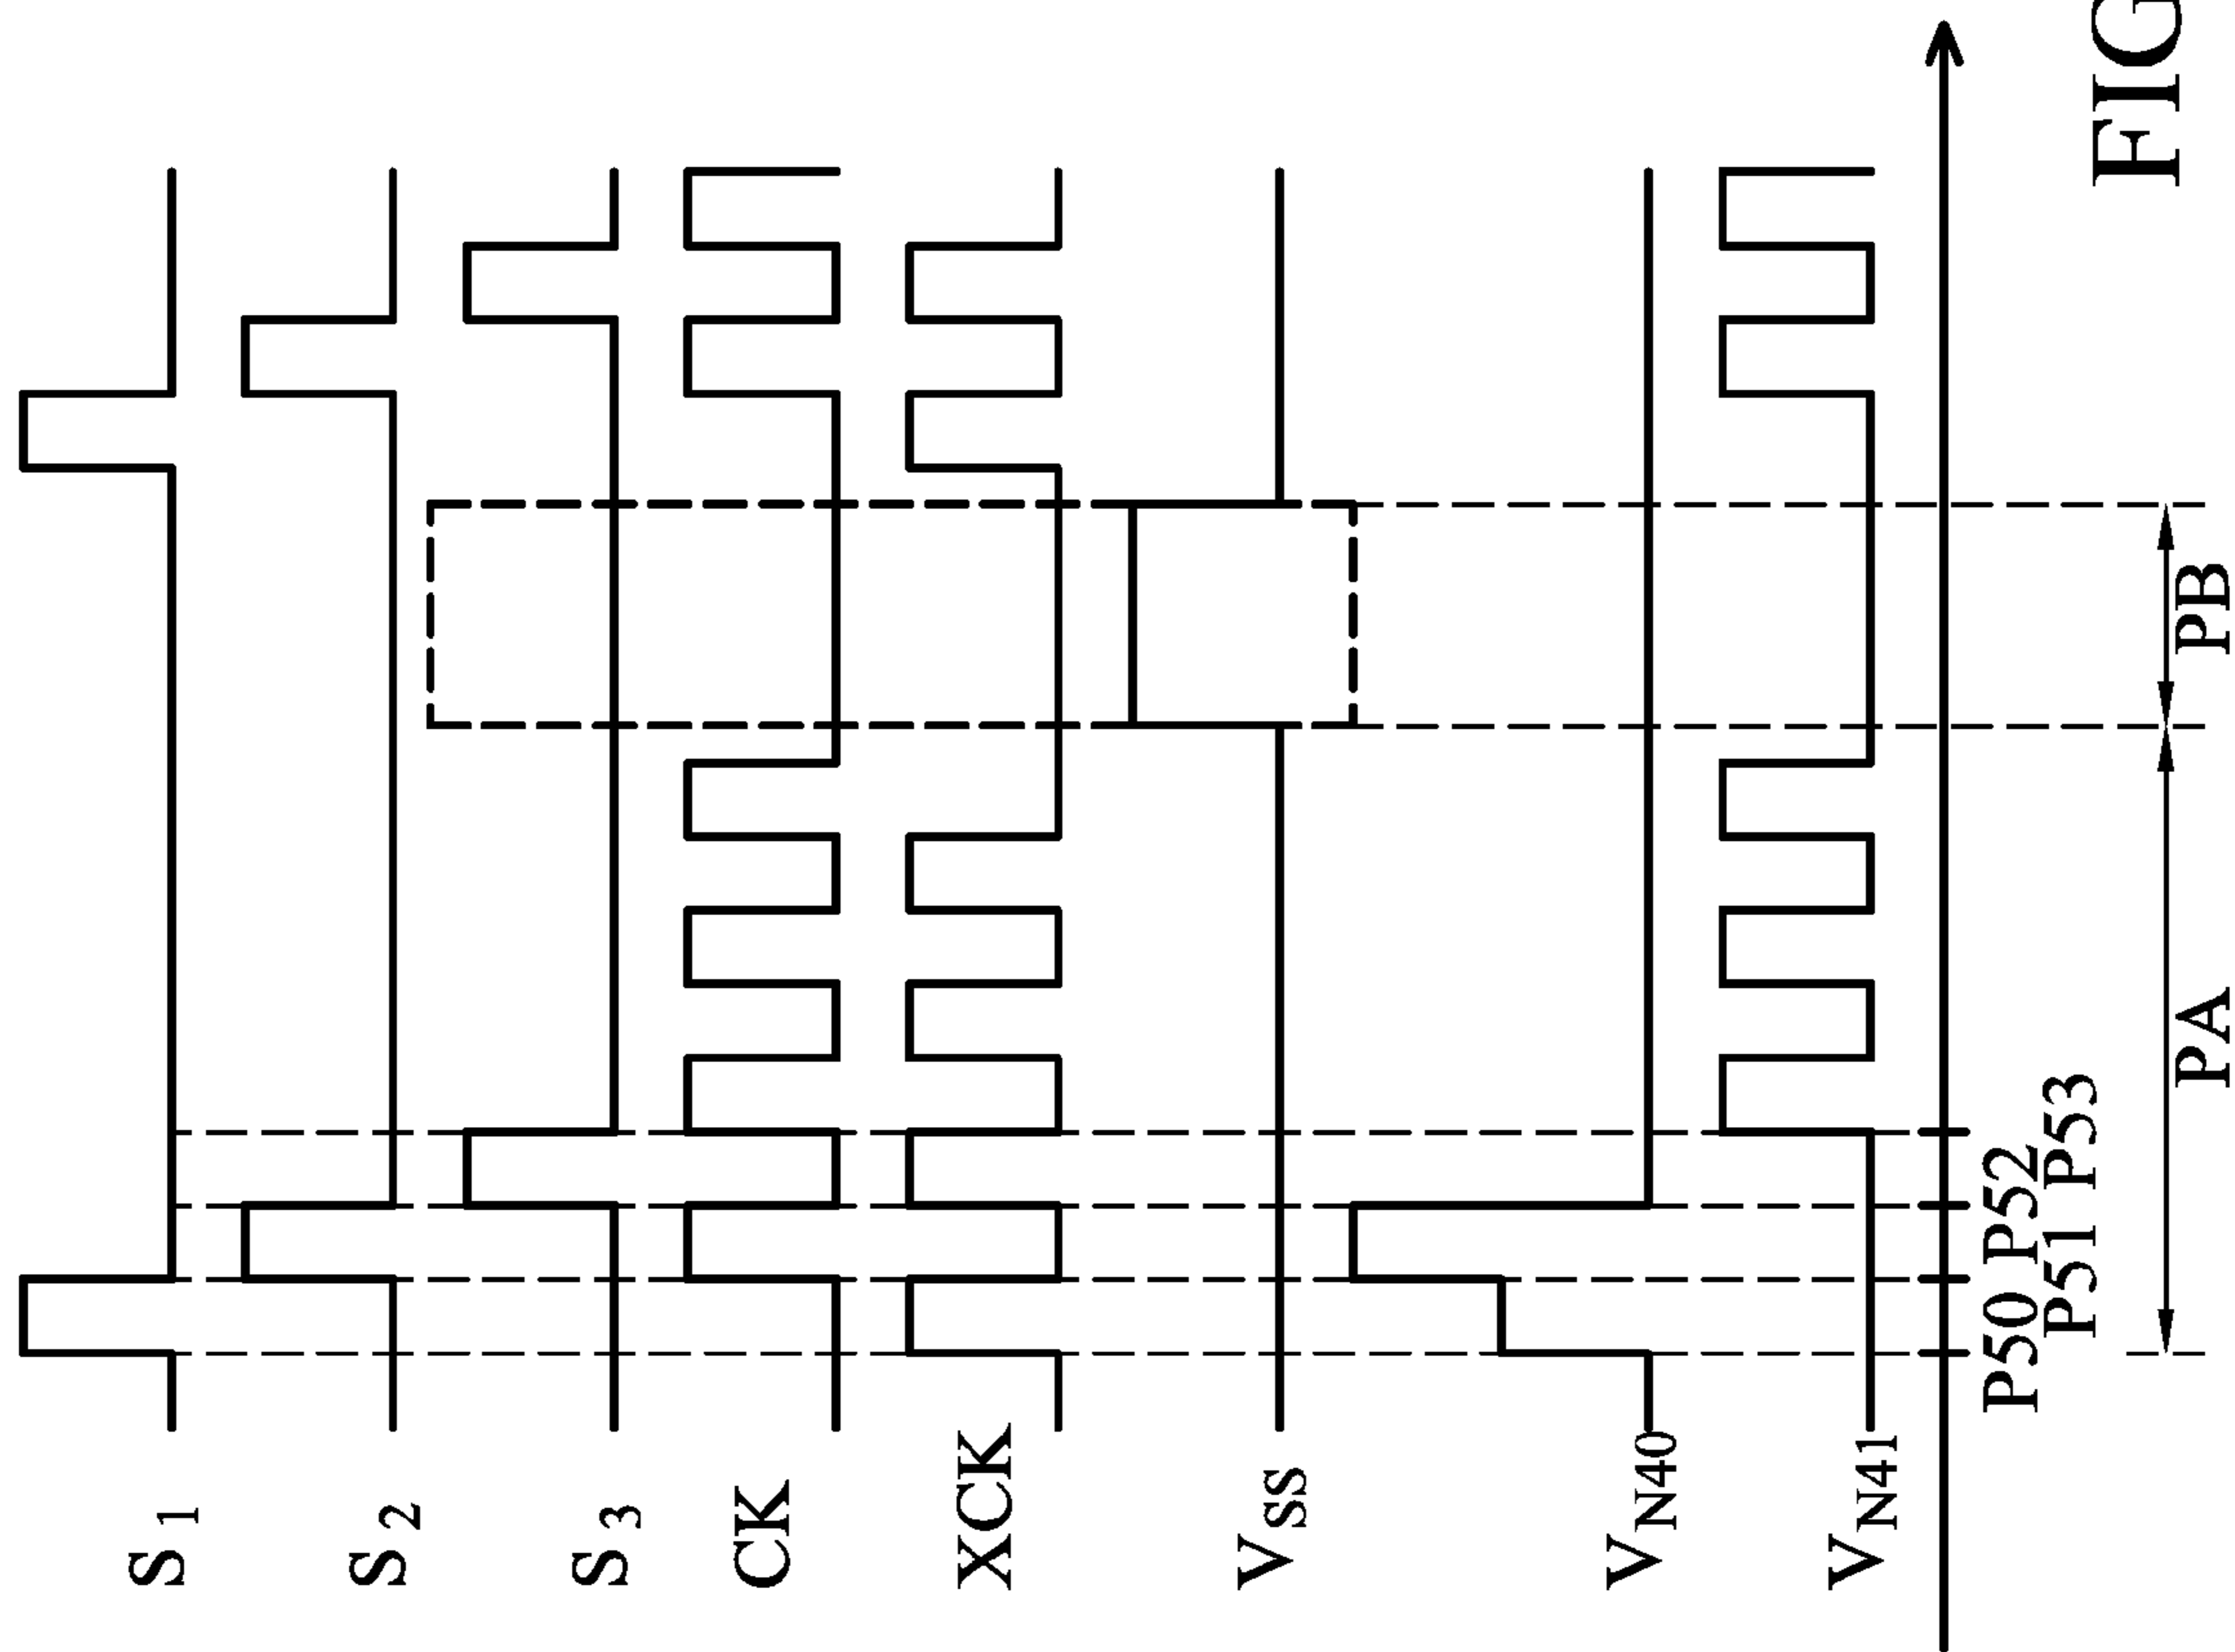 S1
S2
S3
CK
XCK
VSS
VN40
VN41
P50 P52
P51 P53
PA PB
FIG